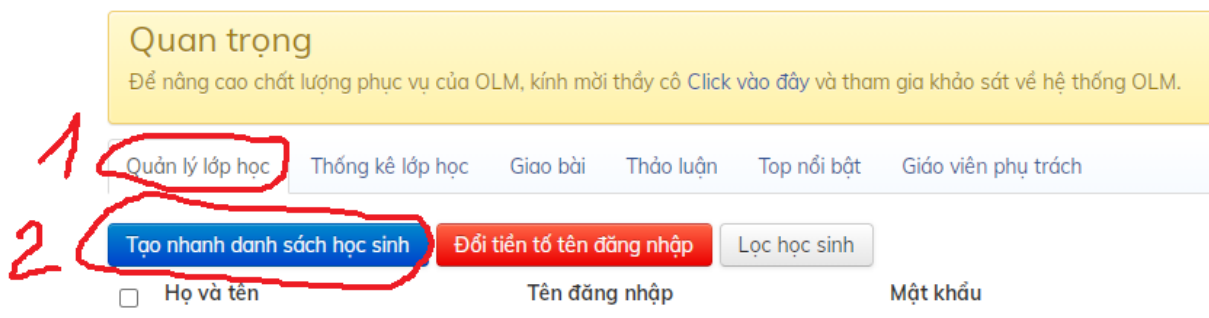 Quan trọng
Để nâng cao chất lượng phục vụ của OLM, kính mời thầy cô Click vào đây và tham gia khảo sát về hệ thống OLM.
1
Quản lý lớp học Thống kê lớp học Giao bài Thảo luận Top nổi bật Giáo viên phụ trách
2
Tạo nhanh danh sách học sinh Đổi tiền tố tên đăng nhập Lọc học sinh
Họ và tên Tên đăng nhập Mật khẩu